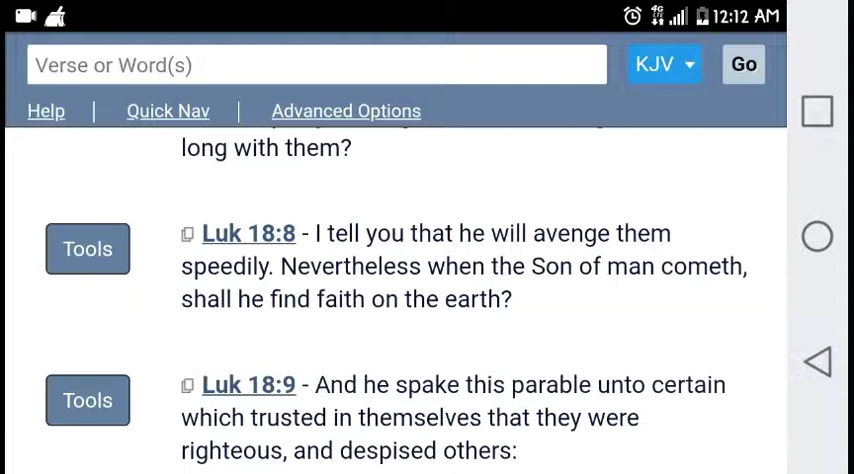 4G LTE 12:12 AM
Verse or Word(s) KJV Go
Help | Quick Nav | Advanced Options
long with them?
Tools Luk 18:8 - I tell you that he will avenge them
speedily. Nevertheless when the Son of man cometh,
shall he find faith on the earth?
Tools Luk 18:9 - And he spake this parable unto certain
which trusted in themselves that they were
righteous, and despised others: